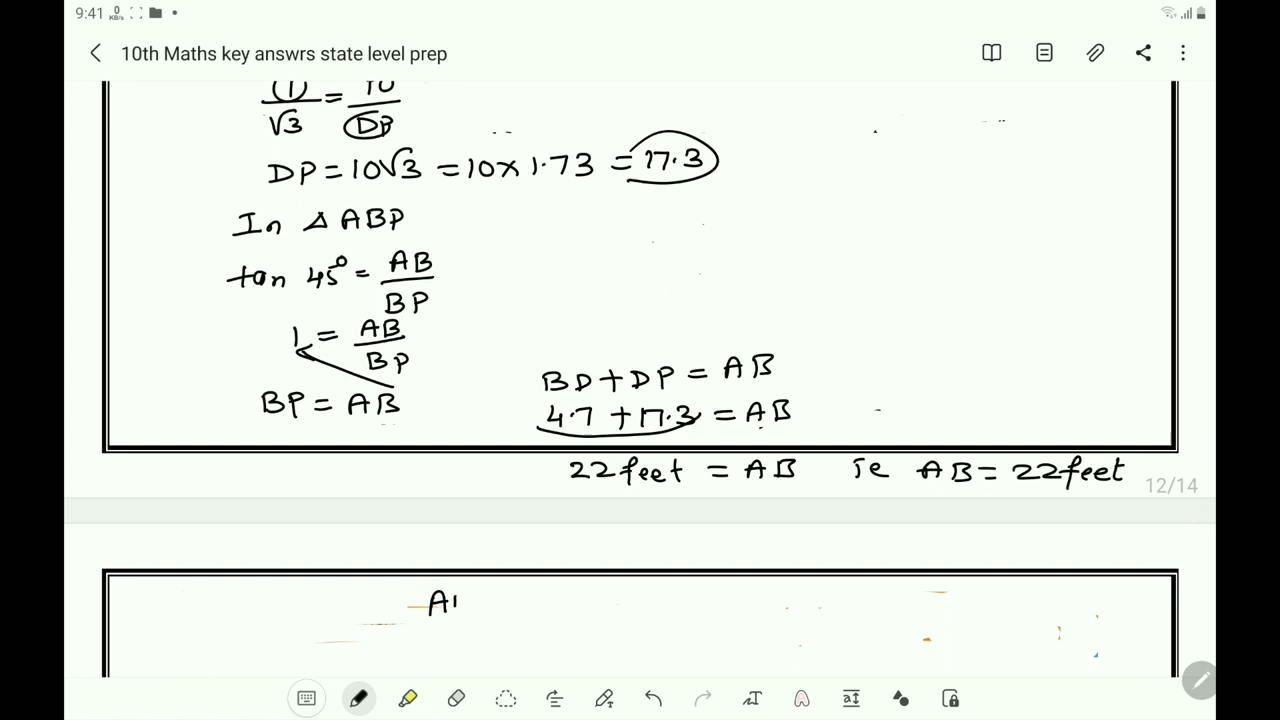 9:41 0 KB/s
10th Maths key answrs state level prep
(1)/√3 = 10/DP
DP = 10√3 = 10 × 1.73 = 17.3
In △ ABP
tan 45° = AB/BP
1 = AB/BP
BP = AB
BD + DP = AB
4.7 + 17.3 = AB
22 feet = AB ie AB = 22 feet
12/14